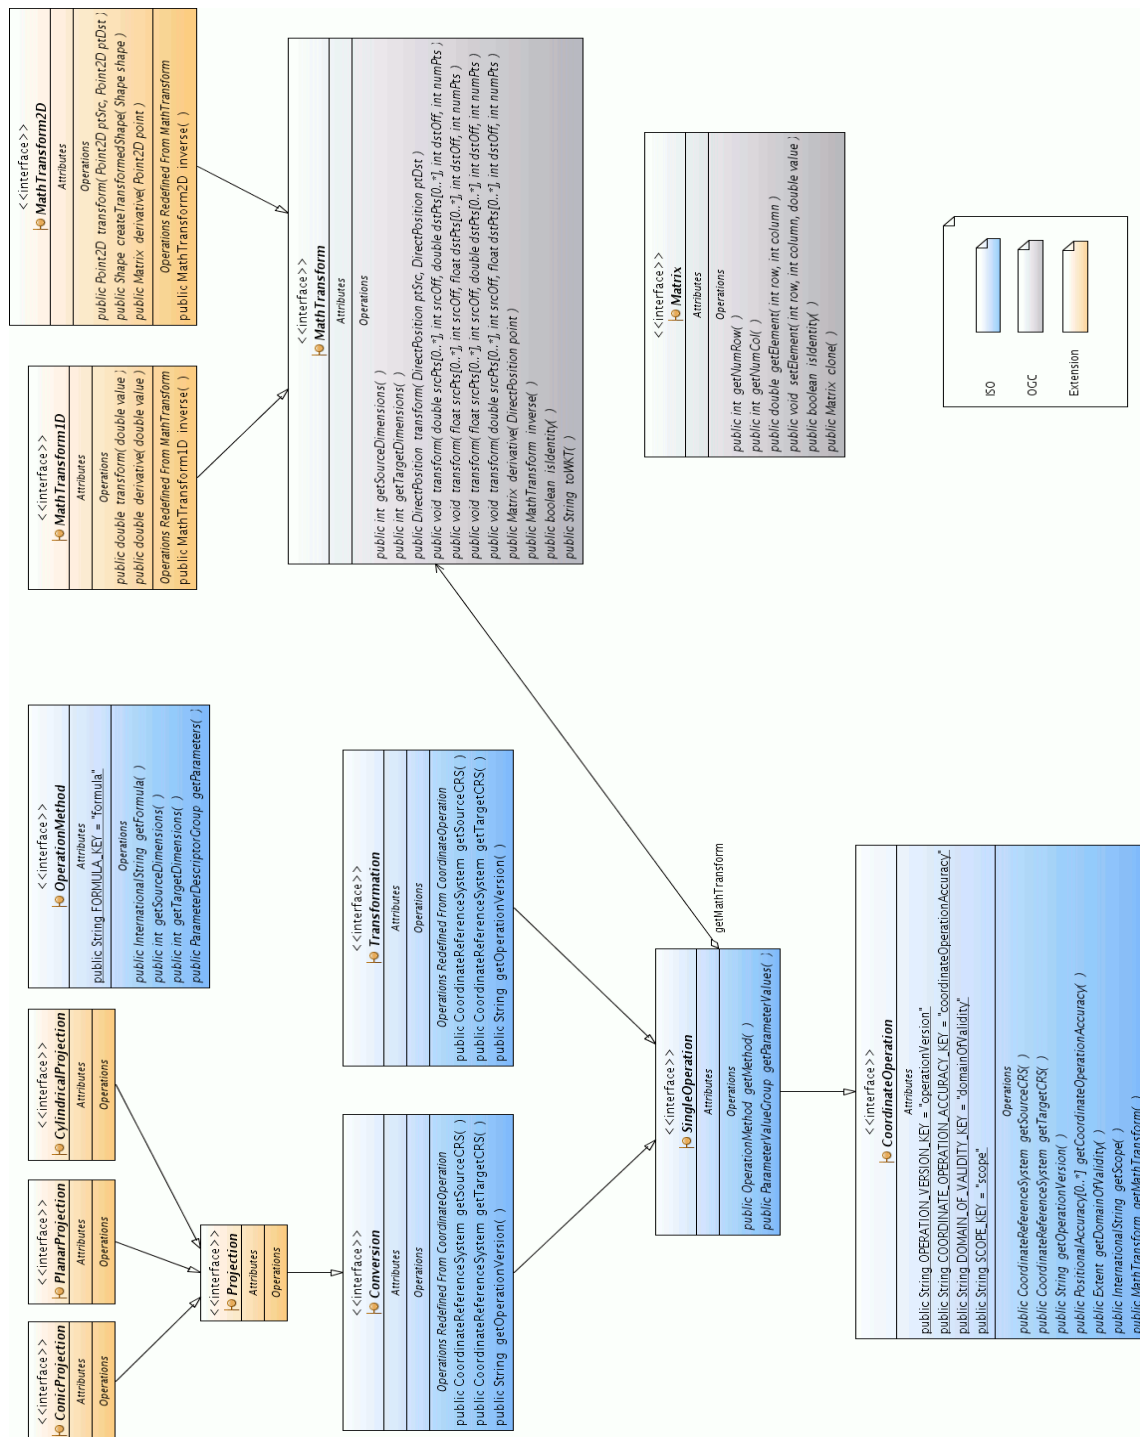 <<interface>>
ConicProjection
Attributes
Operations
<<interface>>
PlanarProjection
Attributes
Operations
<<interface>>
CylindricalProjection
Attributes
Operations
<<interface>>
OperationMethod
Attributes
public String FORMULA_KEY = "formula"
Operations
public InternationalString getFormula( )
public int getSourceDimensions( )
public int getTargetDimensions( )
public ParameterDescriptorGroup getParameters( )
<<interface>>
MathTransform1D
Attributes
Operations
public double transform( double value )
public double derivative( double value )
Operations Redefined From MathTransform
public MathTransform1D inverse( )
<<interface>>
MathTransform2D
Attributes
Operations
public Point2D transform( Point2D ptSrc, Point2D ptDst )
public Shape createTransformedShape( Shape shape )
public Matrix derivative( Point2D point )
Operations Redefined From MathTransform
public MathTransform2D inverse( )
<<interface>>
Projection
Attributes
Operations
<<interface>>
Conversion
Attributes
Operations
Operations Redefined From CoordinateOperation
public CoordinateReferenceSystem getSourceCRS( )
public CoordinateReferenceSystem getTargetCRS( )
public String getOperationVersion( )
<<interface>>
Transformation
Attributes
Operations
Operations Redefined From CoordinateOperation
public CoordinateReferenceSystem getSourceCRS( )
public CoordinateReferenceSystem getTargetCRS( )
public String getOperationVersion( )
<<interface>>
MathTransform
Attributes
Operations
public int getSourceDimensions( )
public int getTargetDimensions( )
public DirectPosition transform( DirectPosition ptSrc, DirectPosition ptDst )
public void transform( double srcPts[0..*], int srcOff, double dstPts[0..*], int dstOff, int numPts )
public void transform( float srcPts[0..*], int srcOff, float dstPts[0..*], int dstOff, int numPts )
public void transform( float srcPts[0..*], int srcOff, double dstPts[0..*], int dstOff, int numPts )
public void transform( double srcPts[0..*], int srcOff, float dstPts[0..*], int dstOff, int numPts )
public Matrix derivative( DirectPosition point )
public MathTransform inverse( )
public boolean isIdentity( )
public String toWKT( )
<<interface>>
SingleOperation
Attributes
Operations
public OperationMethod getMethod( )
public ParameterValueGroup getParameterValues( )
getMathTransform
<<interface>>
Matrix
Attributes
Operations
public int getNumRow( )
public int getNumCol( )
public double getElement( int row, int column )
public void setElement( int row, int column, double value )
public boolean isIdentity( )
public Matrix clone( )
<<interface>>
CoordinateOperation
Attributes
public String OPERATION_VERSION_KEY = "operationVersion"
public String COORDINATE_OPERATION_ACCURACY_KEY = "coordinateOperationAccuracy"
public String DOMAIN_OF_VALIDITY_KEY = "domainOfValidity"
public String SCOPE_KEY = "scope"
Operations
public CoordinateReferenceSystem getSourceCRS( )
public CoordinateReferenceSystem getTargetCRS( )
public String getOperationVersion( )
public PositionalAccuracy[0..*] getCoordinateOperationAccuracy( )
public Extent getDomainOfValidity( )
public InternationalString getScope( )
public MathTransform getMathTransform( )
ISO
OGC
Extension